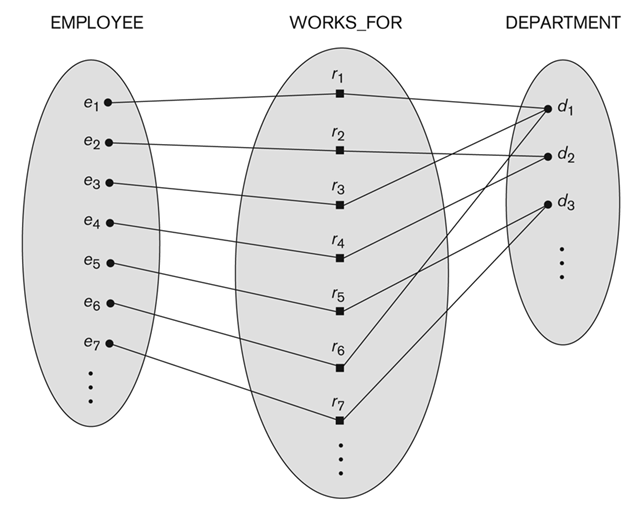 EMPLOYEE WORKS_FOR DEPARTMENT
e1 r1 d1
e2 r2 d2
e3 r3 d3
e4 r4
e5 r5
e6 r6
e7 r7